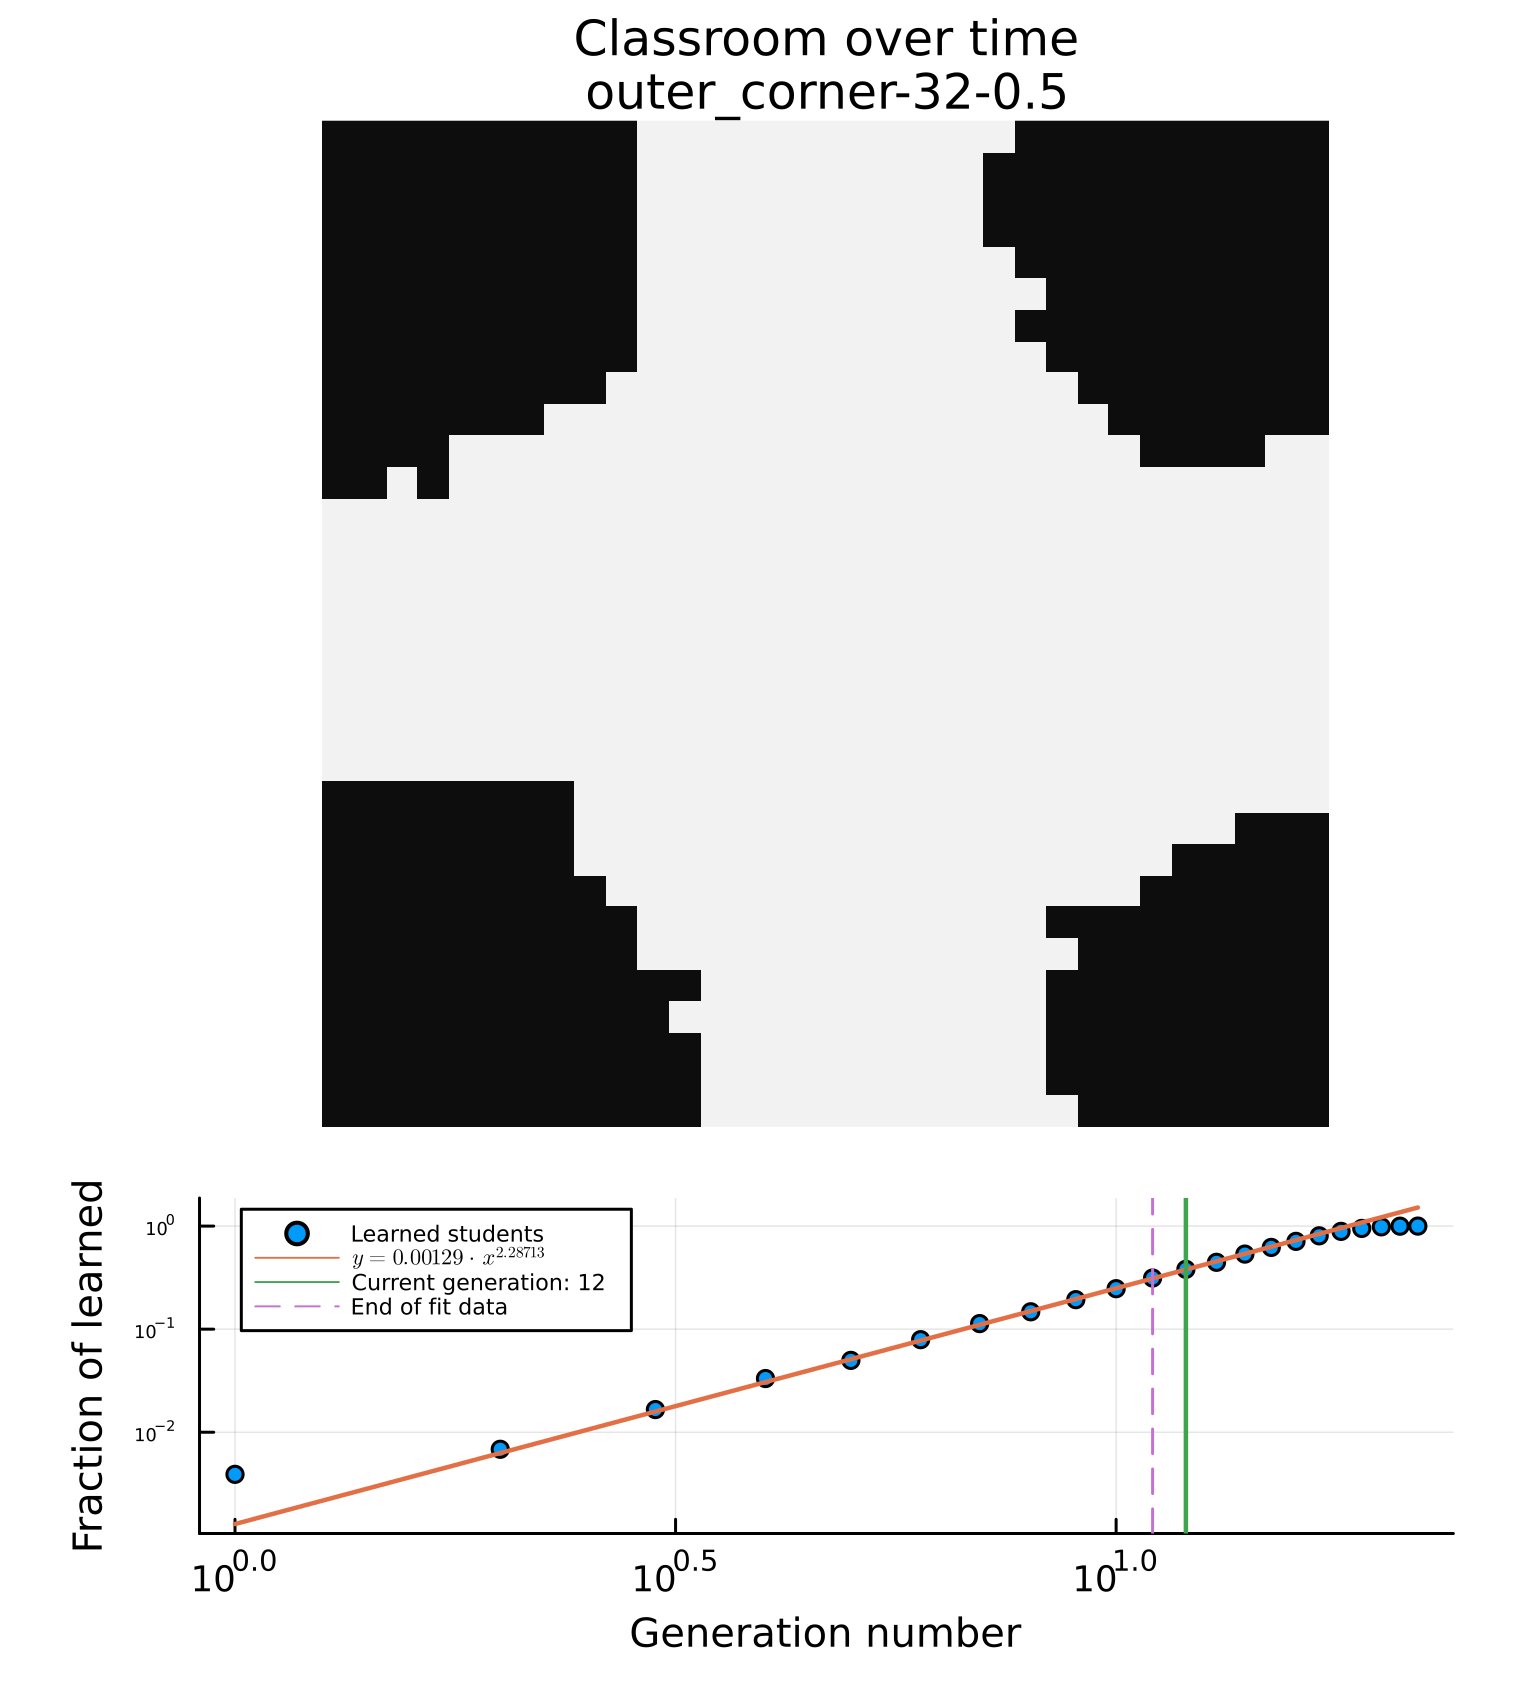 Classroom over time
outer_corner-32-0.5
Fraction of learned
10^0
10^−1
10^−2
Learned students
y = 0.00129 · x^2.28713
Current generation: 12
End of fit data
10^0.0 10^0.5 10^1.0
Generation number